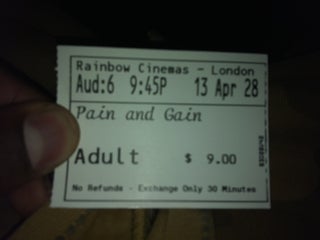 Rainbow Cinemas - London
Aud:6 9:45P 13 Apr 28
Pain and Gain
Adult $ 9.00
No Refunds - Exchange Only 30 Minutes